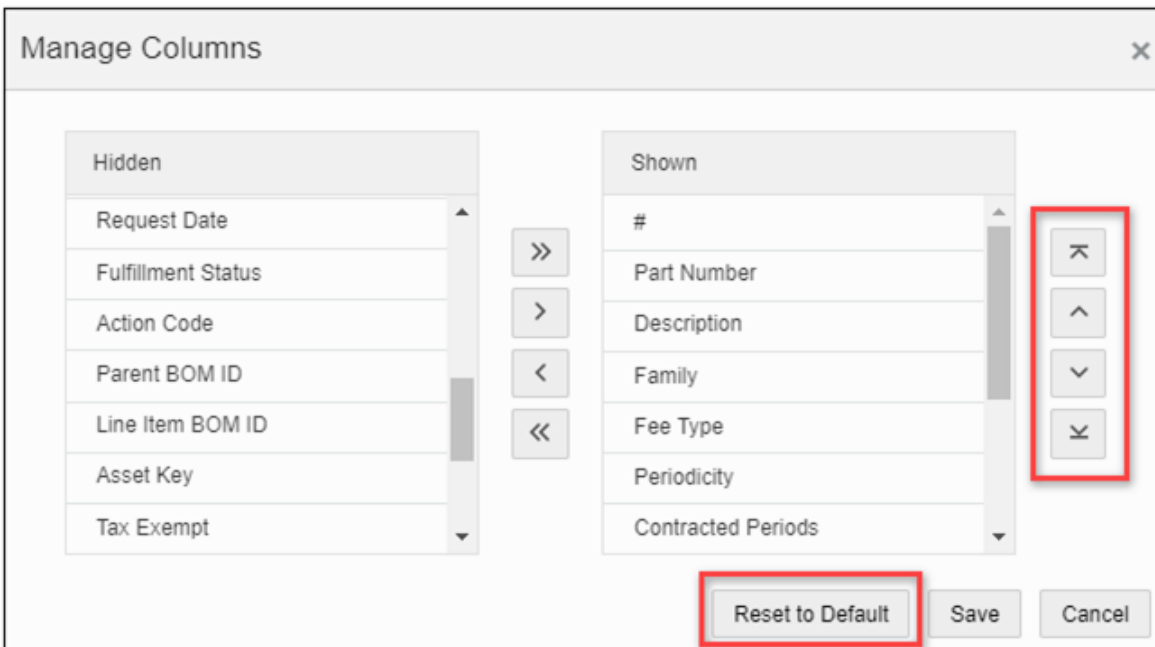 Manage Columns
Hidden
Request Date
Fulfillment Status
Action Code
Parent BOM ID
Line Item BOM ID
Asset Key
Tax Exempt
Shown
#
Part Number
Description
Family
Fee Type
Periodicity
Contracted Periods
Reset to Default
Save
Cancel